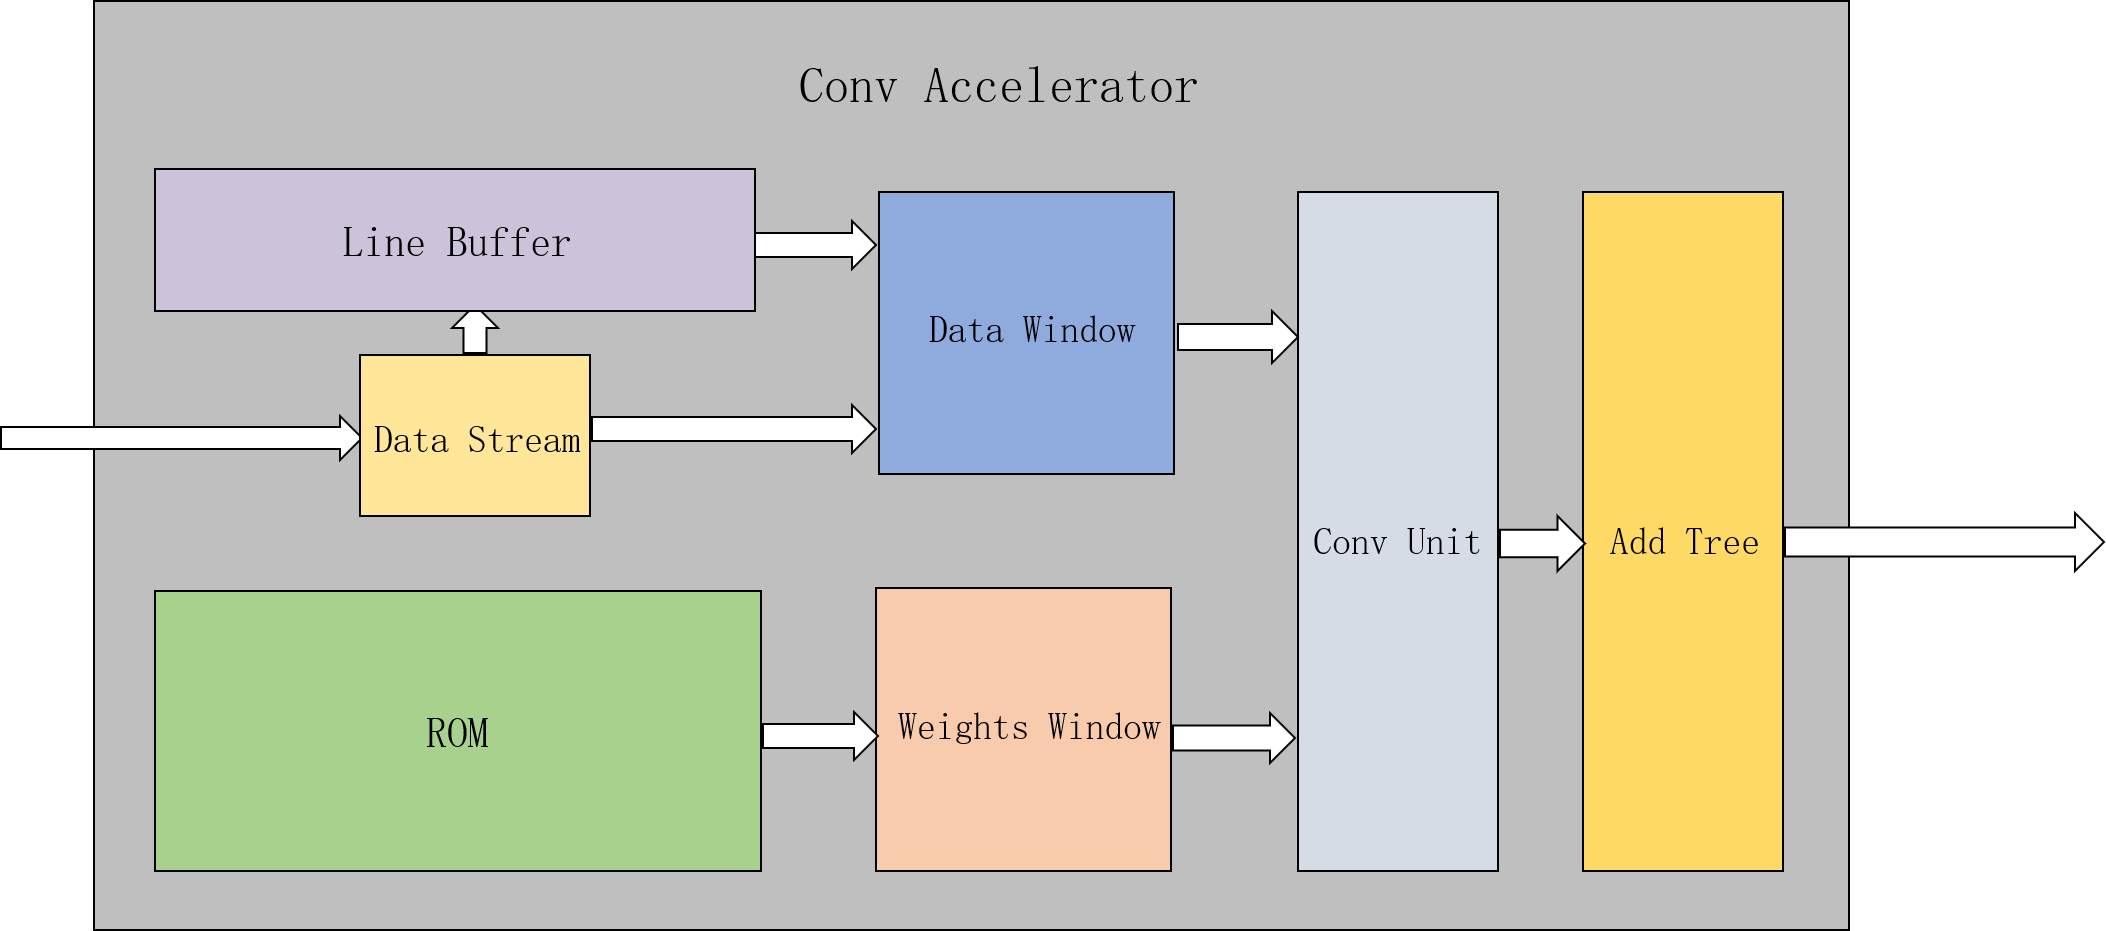 Conv Accelerator
Line Buffer
Data Window
Data Stream
Conv Unit
Add Tree
ROM
Weights Window